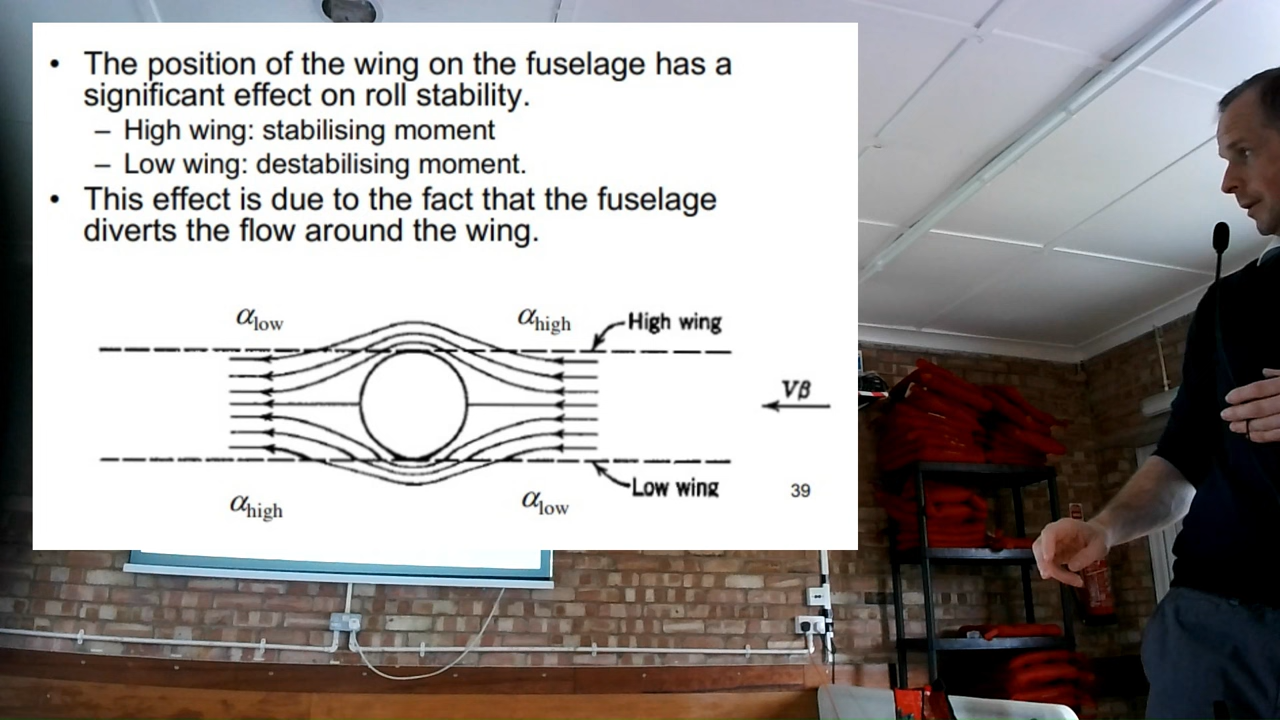 • The position of the wing on the fuselage has a
significant effect on roll stability.
– High wing: stabilising moment
– Low wing: destabilising moment.
• This effect is due to the fact that the fuselage
diverts the flow around the wing.
αlow
αhigh
High wing
Vβ
αhigh
αlow
Low wing
39